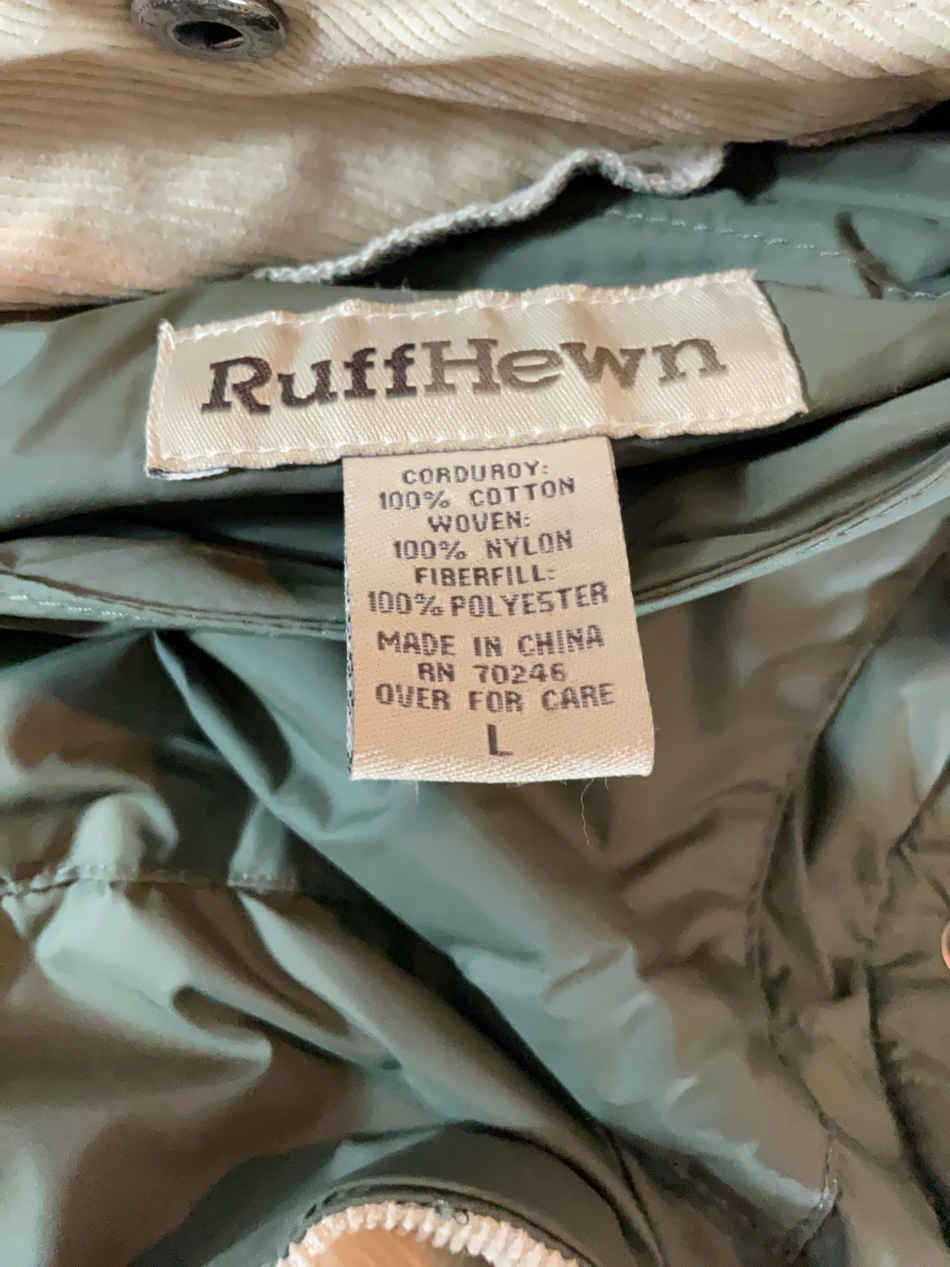 RuffHewn
CORDUROY:
100% COTTON
WOVEN:
100% NYLON
FIBERFILL:
100% POLYESTER
MADE IN CHINA
RN 70246
OVER FOR CARE
L